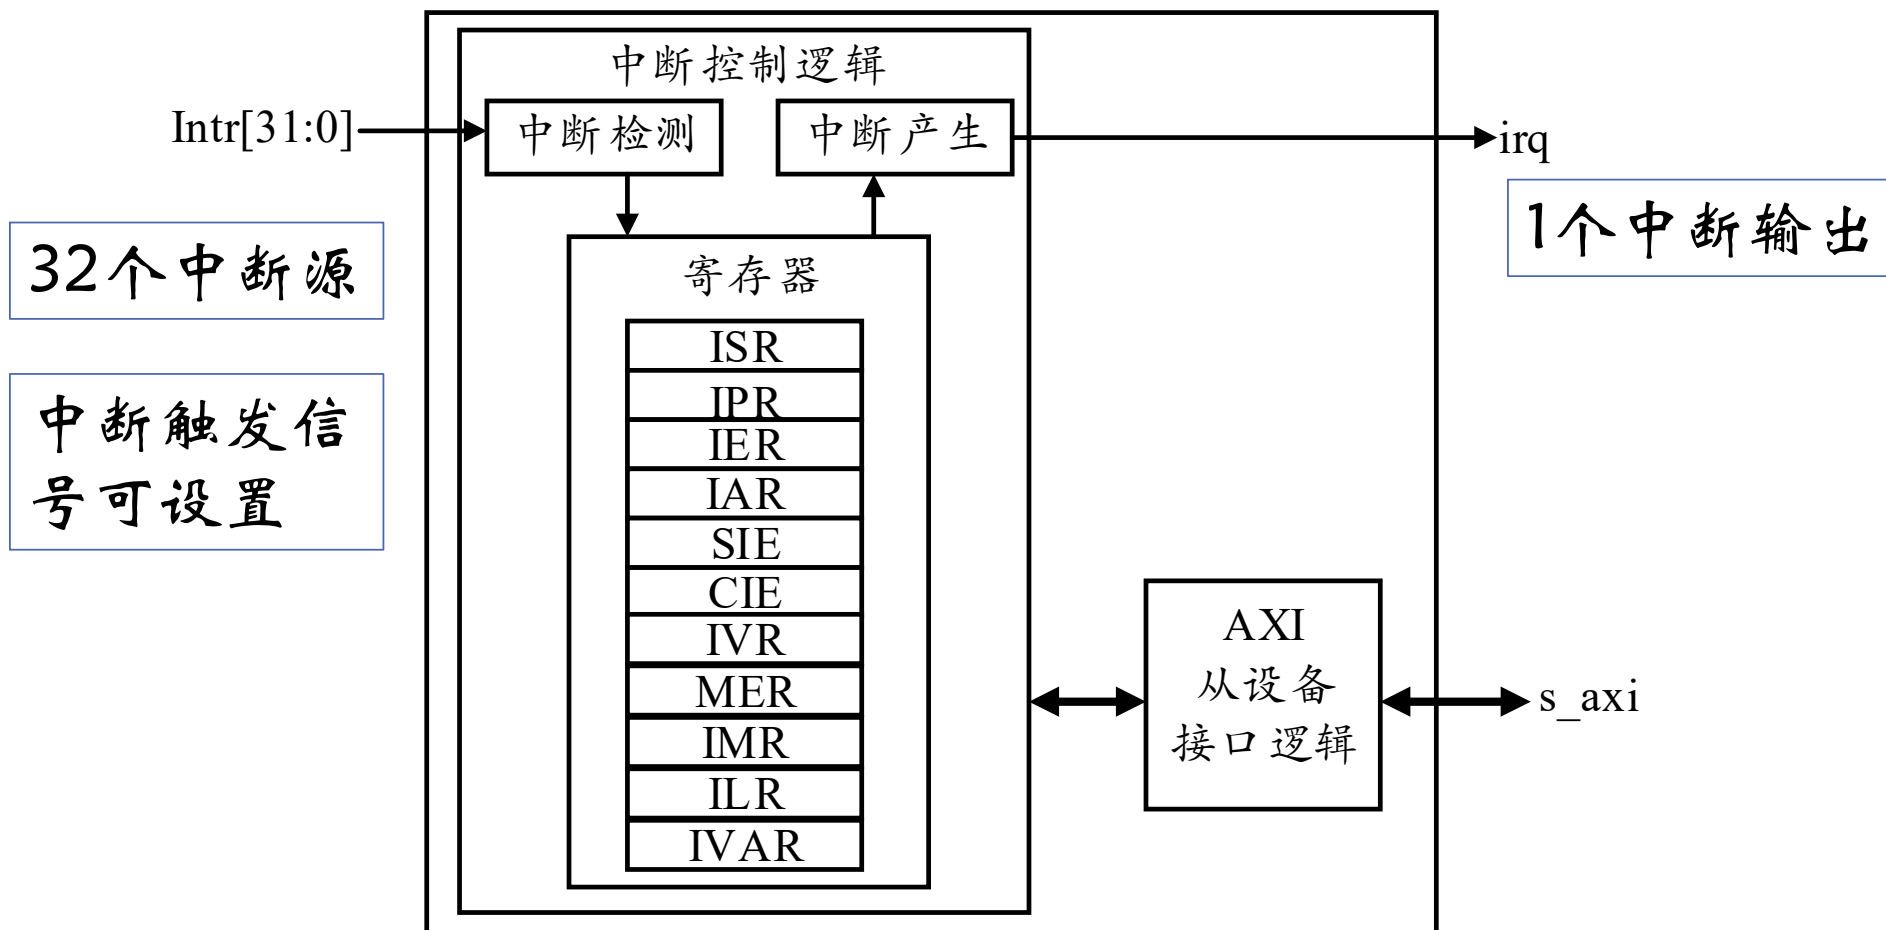 中断控制逻辑
Intr[31:0]
中断检测
中断产生
irq
32个中断源
1个中断输出
中断触发信
号可设置
寄存器
ISR
IPR
IER
IAR
SIE
CIE
IVR
MER
IMR
ILR
IVAR
AXI
从设备
接口逻辑
s_axi